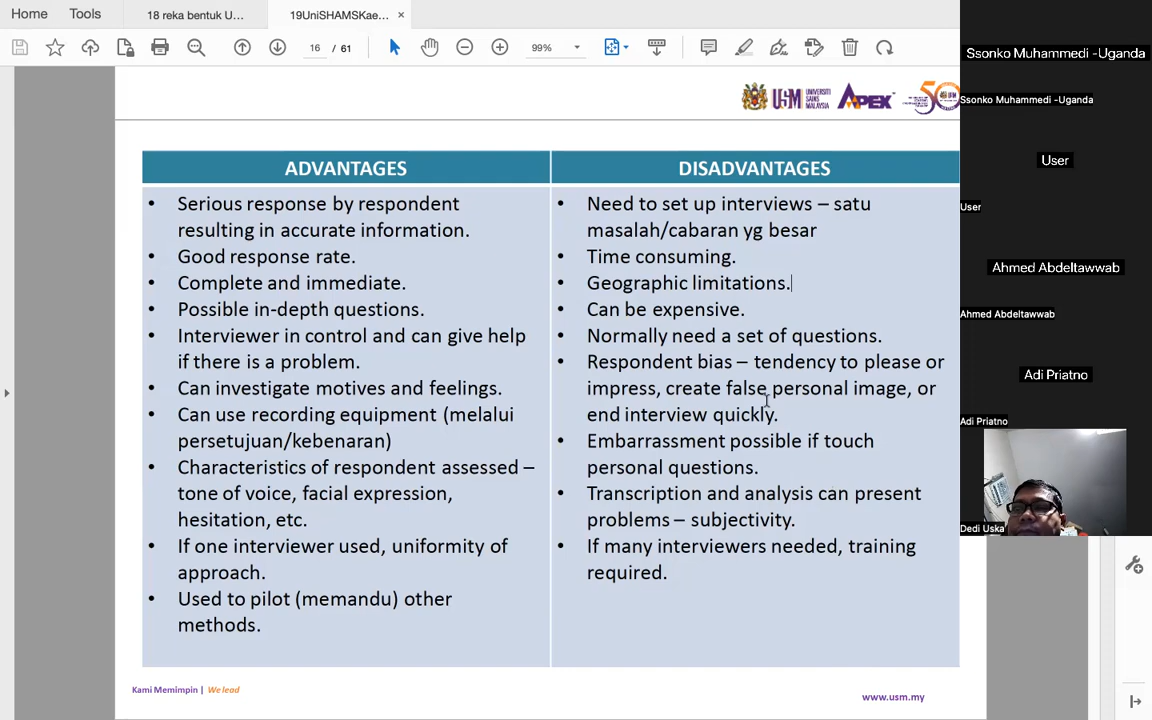 Home
Tools
18 reka bentuk U...
19UniSHAMSKae...
16 / 61
99%
USM UNIVERSITI SAINS MALAYSIA
APEX
50
ADVANTAGES
• Serious response by respondent
resulting in accurate information.
• Good response rate.
• Complete and immediate.
• Possible in-depth questions.
• Interviewer in control and can give help
if there is a problem.
• Can investigate motives and feelings.
• Can use recording equipment (melalui
persetujuan/kebenaran)
• Characteristics of respondent assessed –
tone of voice, facial expression,
hesitation, etc.
• If one interviewer used, uniformity of
approach.
• Used to pilot (memandu) other
methods.
DISADVANTAGES
• Need to set up interviews – satu
masalah/cabaran yg besar
• Time consuming.
• Geographic limitations.
• Can be expensive.
• Normally need a set of questions.
• Respondent bias – tendency to please or
impress, create false personal image, or
end interview quickly.
• Embarrassment possible if touch
personal questions.
• Transcription and analysis can present
problems – subjectivity.
• If many interviewers needed, training
required.
Kami Memimpin | We lead
www.usm.my
Ssonko Muhammedi -Uganda
Ssonko Muhammedi -Uganda
User
User
Ahmed Abdeltawwab
Ahmed Abdeltawwab
Adi Priatno
Adi Priatno
Dedi Uska